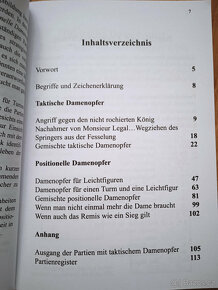 7
Inhaltsverzeichnis
Vorwort 5
Begriffe und Zeichenerklärung 8
Taktische Damenopfer
Angriff gegen den nicht rochierten König 9
Nachahmer von Monsieur Legal...Wegziehen des
Springers aus der Fesselung 18
Gemischte taktische Damenopfer 22
Positionelle Damenopfer
Damenopfer für Leichtfiguren 47
Damenopfer für einen Turm und eine Leichtfigur 63
Gemischte positionelle Damenopfer 81
Wenn man nicht einmal mehr die Dame braucht 99
Wenn auch das Remis wie ein Sieg gilt 102
Anhang
Ausgang der Partien mit taktischem Damenopfer 105
Partienregister 113